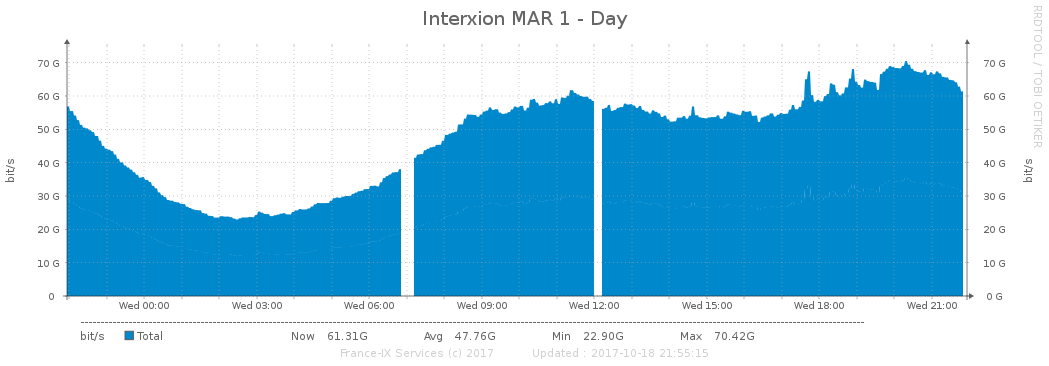 Interxion MAR 1 - Day
RRDTOOL / TOBI OETIKER
bit/s
70 G 70 G
60 G 60 G
50 G 50 G
40 G 40 G
30 G 30 G
20 G 20 G
10 G 10 G
0 0 G
bit/s
Wed 00:00 Wed 03:00 Wed 06:00 Wed 09:00 Wed 12:00 Wed 15:00 Wed 18:00 Wed 21:00
bit/s Total Now 61.31G Avg 47.76G Min 22.90G Max 70.42G
France-IX Services (c) 2017 Updated : 2017-10-18 21:55:15